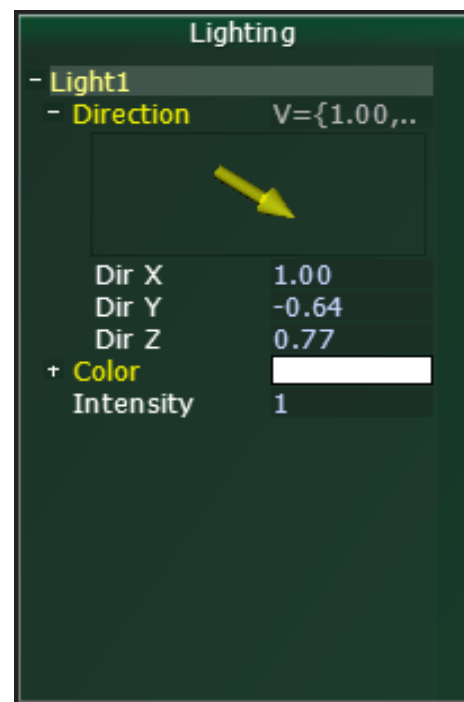 Lighting
- Light1
- Direction V={1.00,..
Dir X 1.00
Dir Y -0.64
Dir Z 0.77
+ Color
Intensity 1